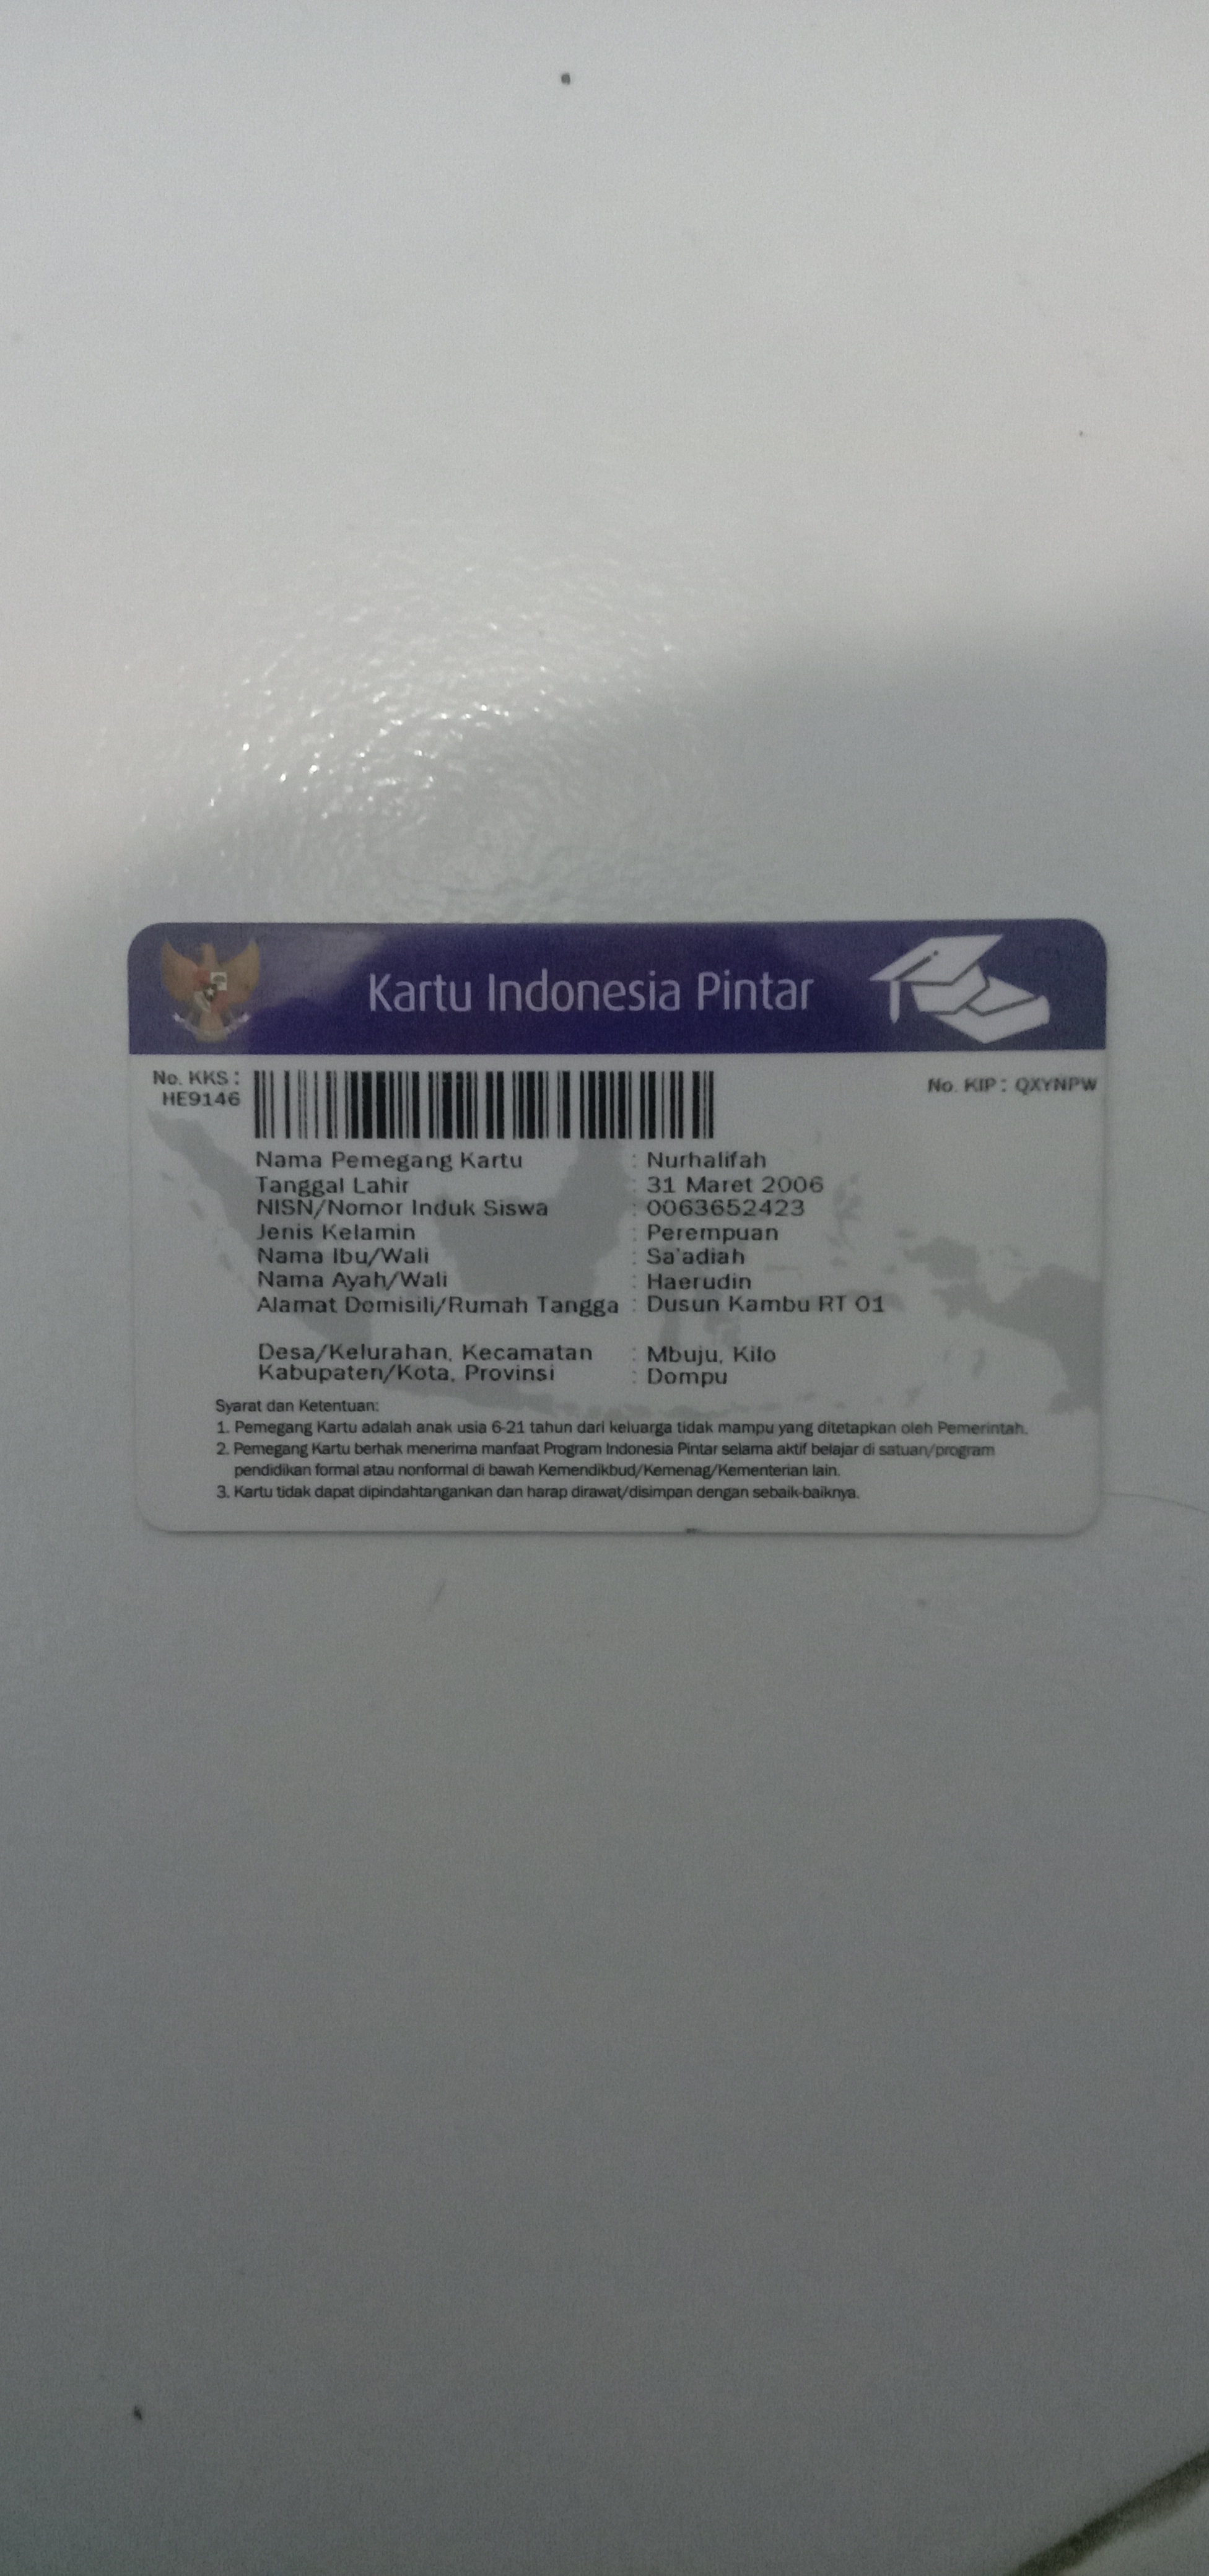 Kartu Indonesia Pintar
No. KKS :
HE9146
No. KIP : QXYNPW
Nama Pemegang Kartu : Nurhalifah
Tanggal Lahir : 31 Maret 2006
NISN/Nomor Induk Siswa : 0063652423
Jenis Kelamin : Perempuan
Nama Ibu/Wali : Sa'adiah
Nama Ayah/Wali : Haerudin
Alamat Domisili/Rumah Tangga : Dusun Kambu RT 01
Desa/Kelurahan, Kecamatan : Mbuju, Kilo
Kabupaten/Kota, Provinsi : Dompu
Syarat dan Ketentuan:
1. Pemegang Kartu adalah anak usia 6-21 tahun dari keluarga tidak mampu yang ditetapkan oleh Pemerintah.
2. Pemegang Kartu berhak menerima manfaat Program Indonesia Pintar selama aktif belajar di satuan/program
pendidikan formal atau nonformal di bawah Kemendikbud/Kemenag/Kementerian lain.
3. Kartu tidak dapat dipindahtangankan dan harap dirawat/disimpan dengan sebaik-baiknya.